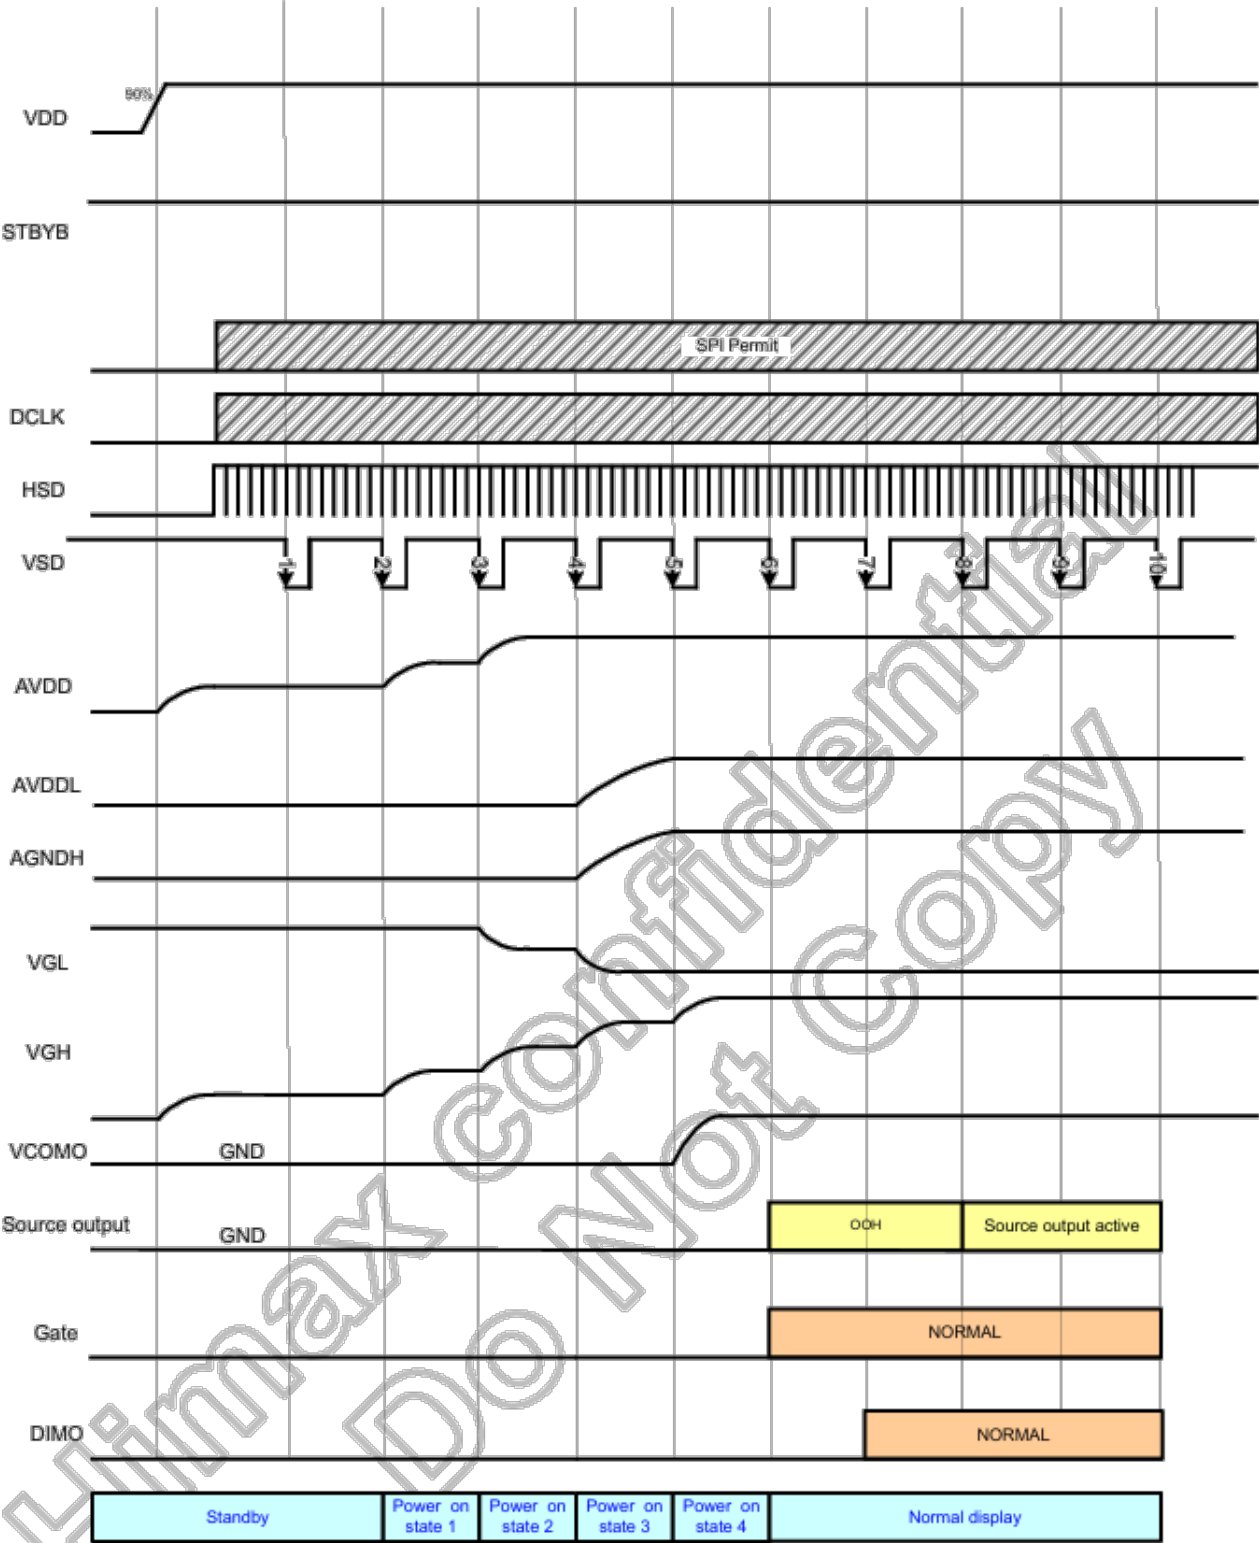 90%
VDD
STBYB
SPI Permit
DCLK
HSD
VSD
1 2 3 4 5 6 7 8 9 10
AVDD
AVDDL
AGNDH
VGL
VGH
VCOMO GND
Source output GND OOH Source output active
Gate NORMAL
DIMO NORMAL
Standby Power on state 1 Power on state 2 Power on state 3 Power on state 4 Normal display
Himax confidential
Do Not Copy